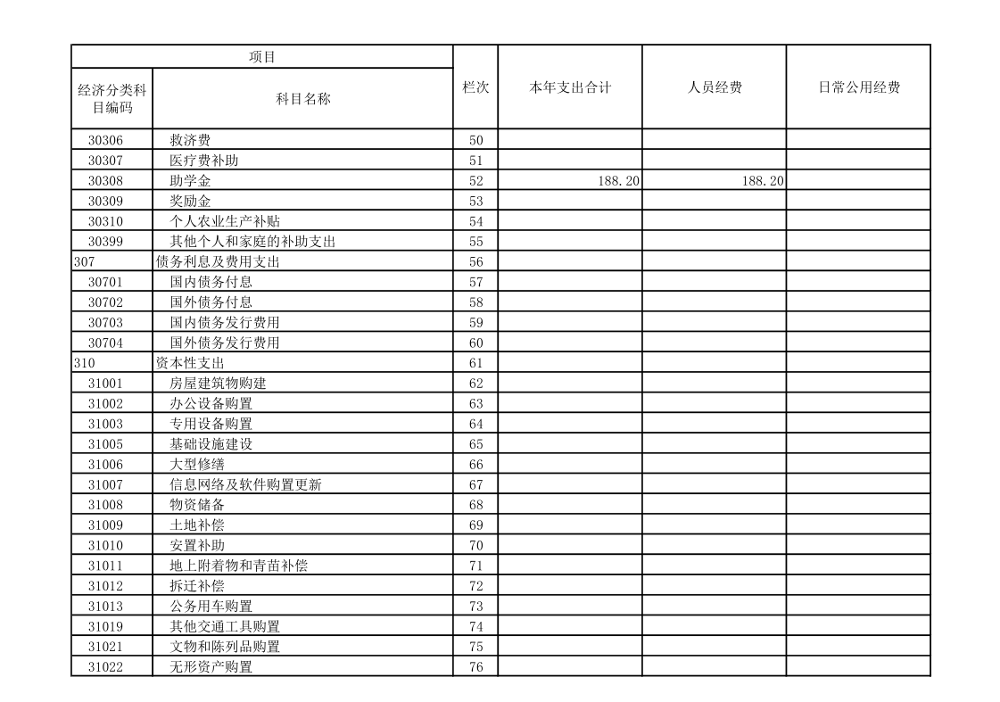 项目
经济分类科
目编码
科目名称
栏次
本年支出合计
人员经费
日常公用经费
30306 救济费 50
30307 医疗费补助 51
30308 助学金 52 188.20 188.20
30309 奖励金 53
30310 个人农业生产补贴 54
30399 其他个人和家庭的补助支出 55
307 债务利息及费用支出 56
30701 国内债务付息 57
30702 国外债务付息 58
30703 国内债务发行费用 59
30704 国外债务发行费用 60
310 资本性支出 61
31001 房屋建筑物购建 62
31002 办公设备购置 63
31003 专用设备购置 64
31005 基础设施建设 65
31006 大型修缮 66
31007 信息网络及软件购置更新 67
31008 物资储备 68
31009 土地补偿 69
31010 安置补助 70
31011 地上附着物和青苗补偿 71
31012 拆迁补偿 72
31013 公务用车购置 73
31019 其他交通工具购置 74
31021 文物和陈列品购置 75
31022 无形资产购置 76